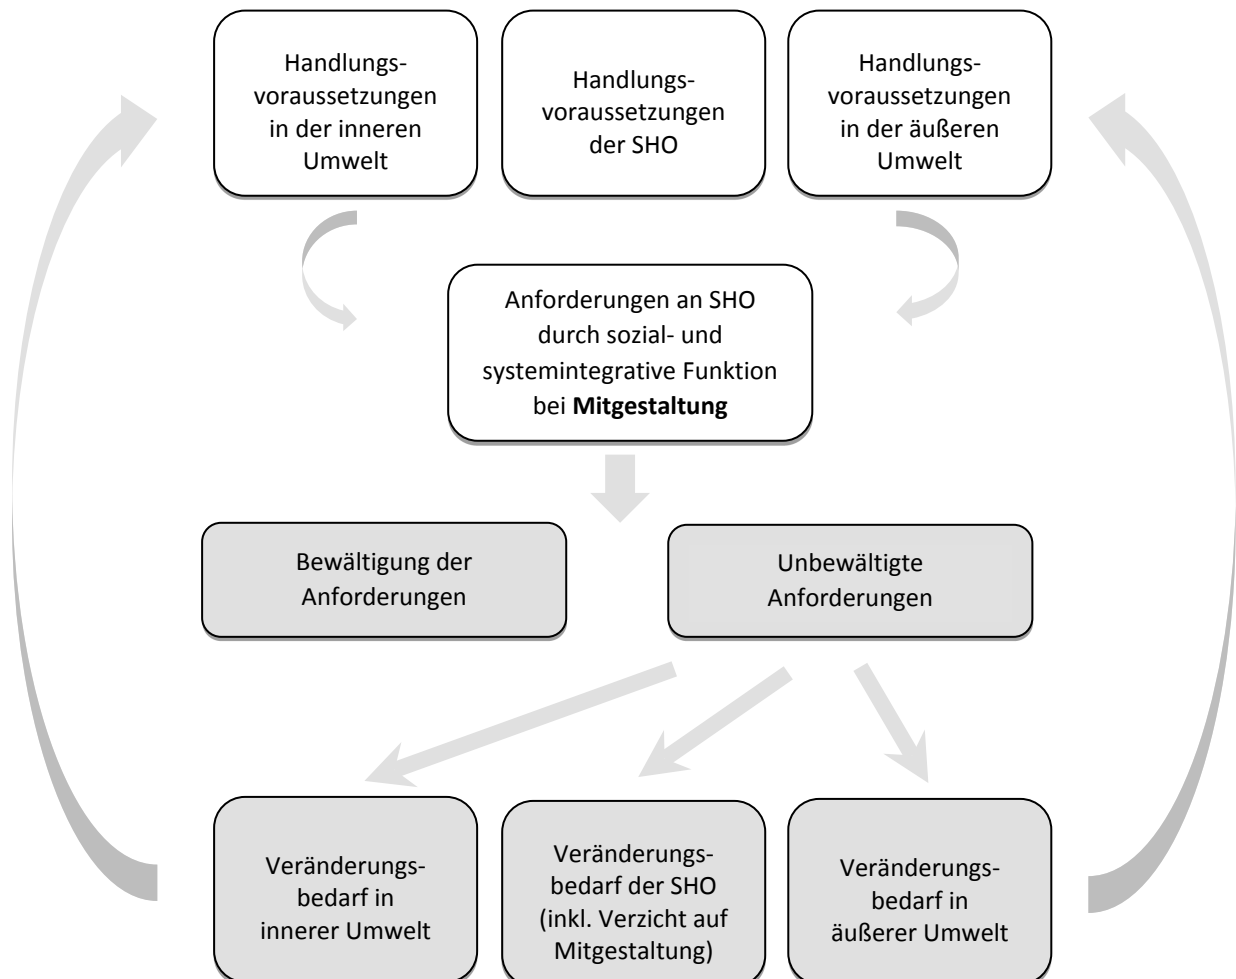 Handlungs-
voraussetzungen
in der inneren
Umwelt
Handlungs-
voraussetzungen
der SHO
Handlungs-
voraussetzungen
in der äußeren
Umwelt
Anforderungen an SHO
durch sozial- und
systemintegrative Funktion
bei Mitgestaltung
Bewältigung der
Anforderungen
Unbewältigte
Anforderungen
Veränderungs-
bedarf in
innerer Umwelt
Veränderungs-
bedarf der SHO
(inkl. Verzicht auf
Mitgestaltung)
Veränderungs-
bedarf in
äußerer Umwelt